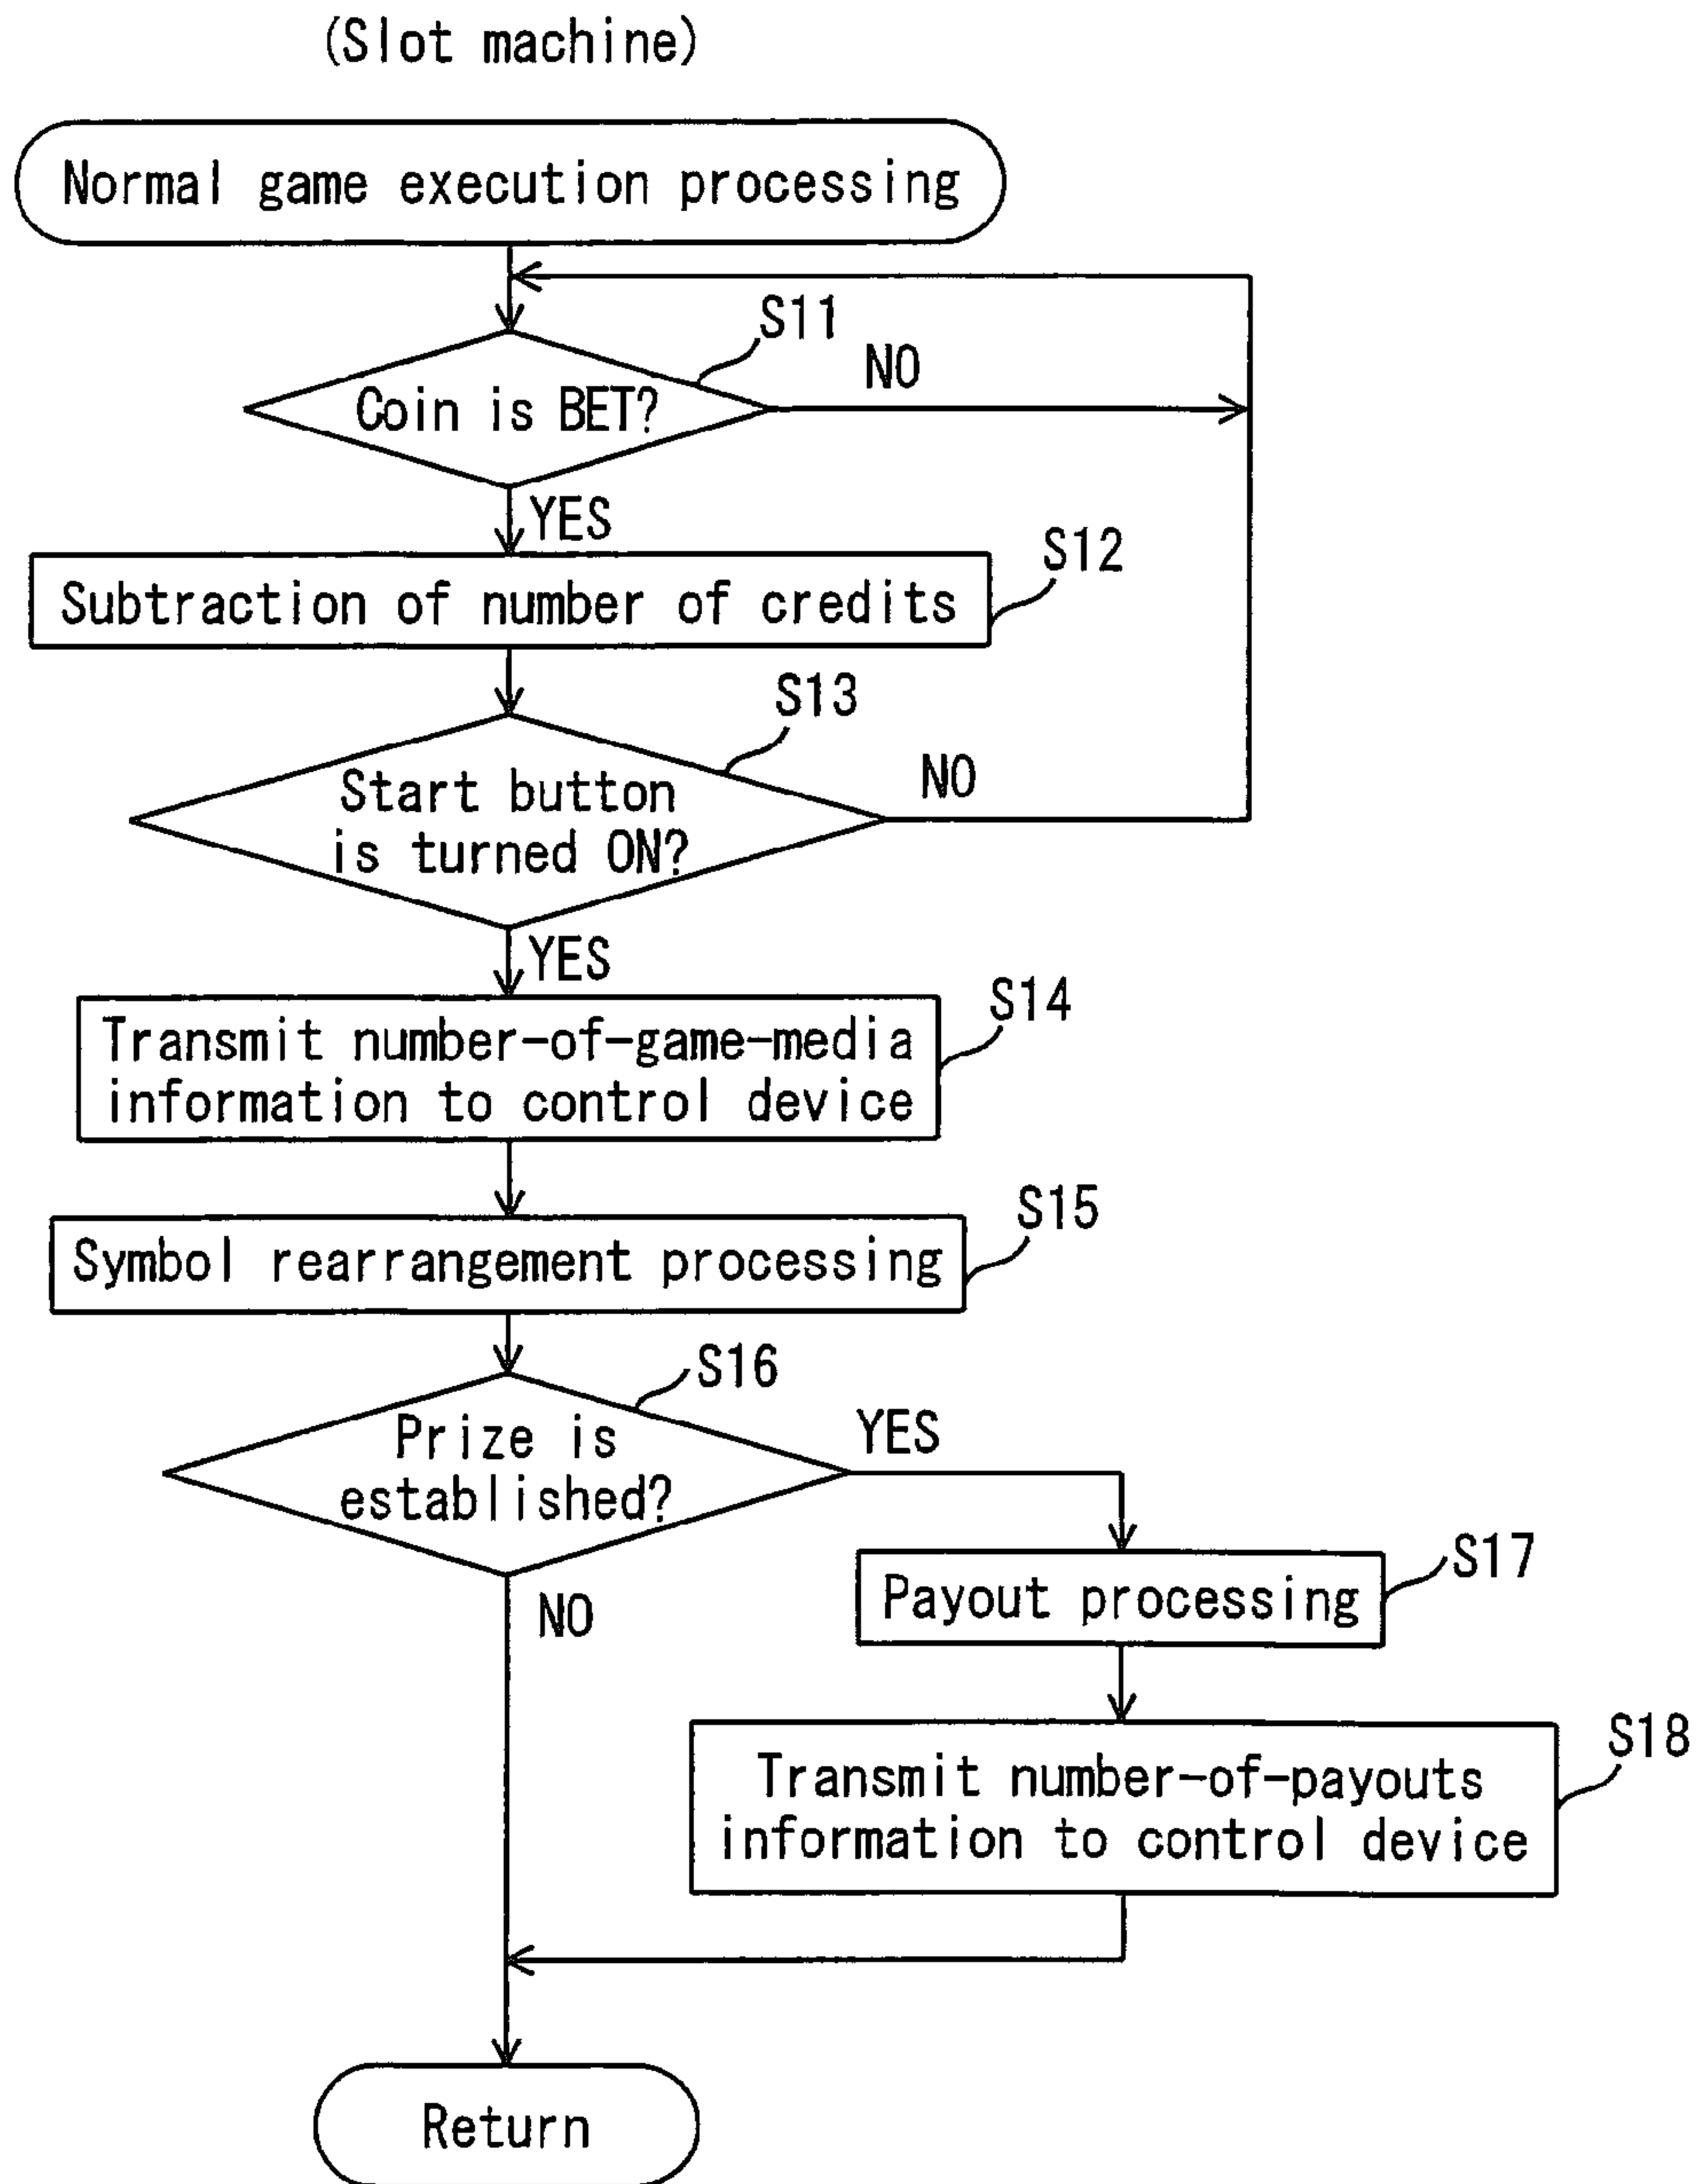 (Slot machine)
Normal game execution processing
S11
Coin is BET?
NO
YES
S12
Subtraction of number of credits
S13
Start button
is turned ON?
NO
YES
S14
Transmit number-of-game-media
information to control device
S15
Symbol rearrangement processing
S16
Prize is
established?
YES
NO
S17
Payout processing
S18
Transmit number-of-payouts
information to control device
Return